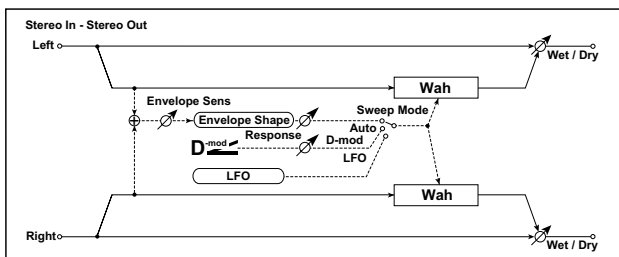 Stereo In - Stereo Out
Left
Wet / Dry
Wah
Envelope Sens
Sweep Mode
Envelope Shape
Auto
Response
D-mod
D-mod
LFO
LFO
Wah
Right
Wet / Dry